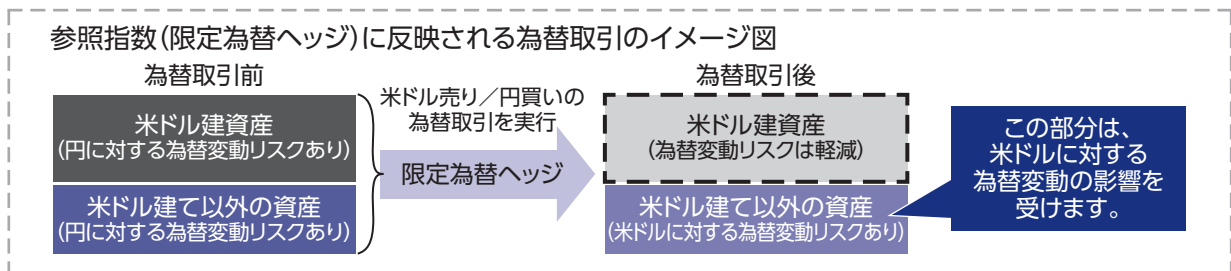 参照指数(限定為替ヘッジ)に反映される為替取引のイメージ図
為替取引前
米ドル建資産
(円に対する為替変動リスクあり)
米ドル建て以外の資産
(円に対する為替変動リスクあり)
米ドル売り/円買いの
為替取引を実行
限定為替ヘッジ
為替取引後
米ドル建資産
(為替変動リスクは軽減)
米ドル建て以外の資産
(米ドルに対する為替変動リスクあり)
この部分は、
米ドルに対する
為替変動の影響を
受けます。